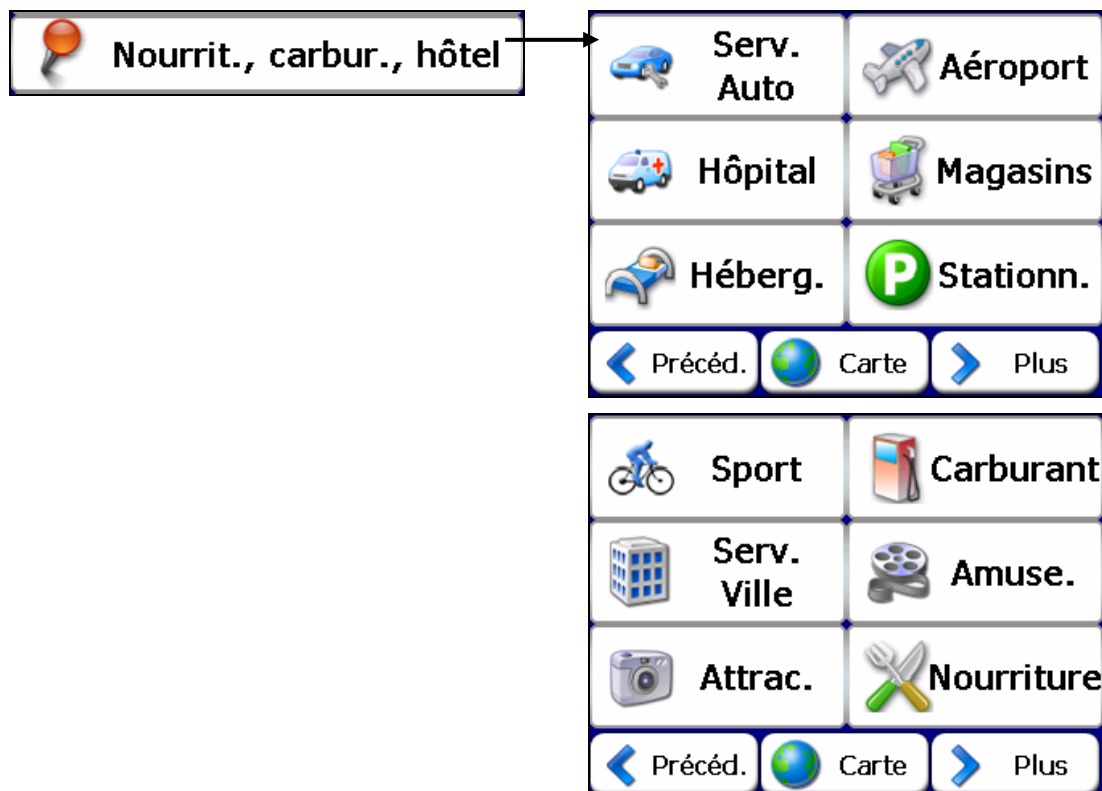 Nourrit., carbur., hôtel
Serv.
Auto
Aéroport
Hôpital
Magasins
Héberg.
P
Stationn.
Précéd.
Carte
Plus
Sport
Carburant
Serv.
Ville
Amuse.
Attrac.
Nourriture
Précéd.
Carte
Plus